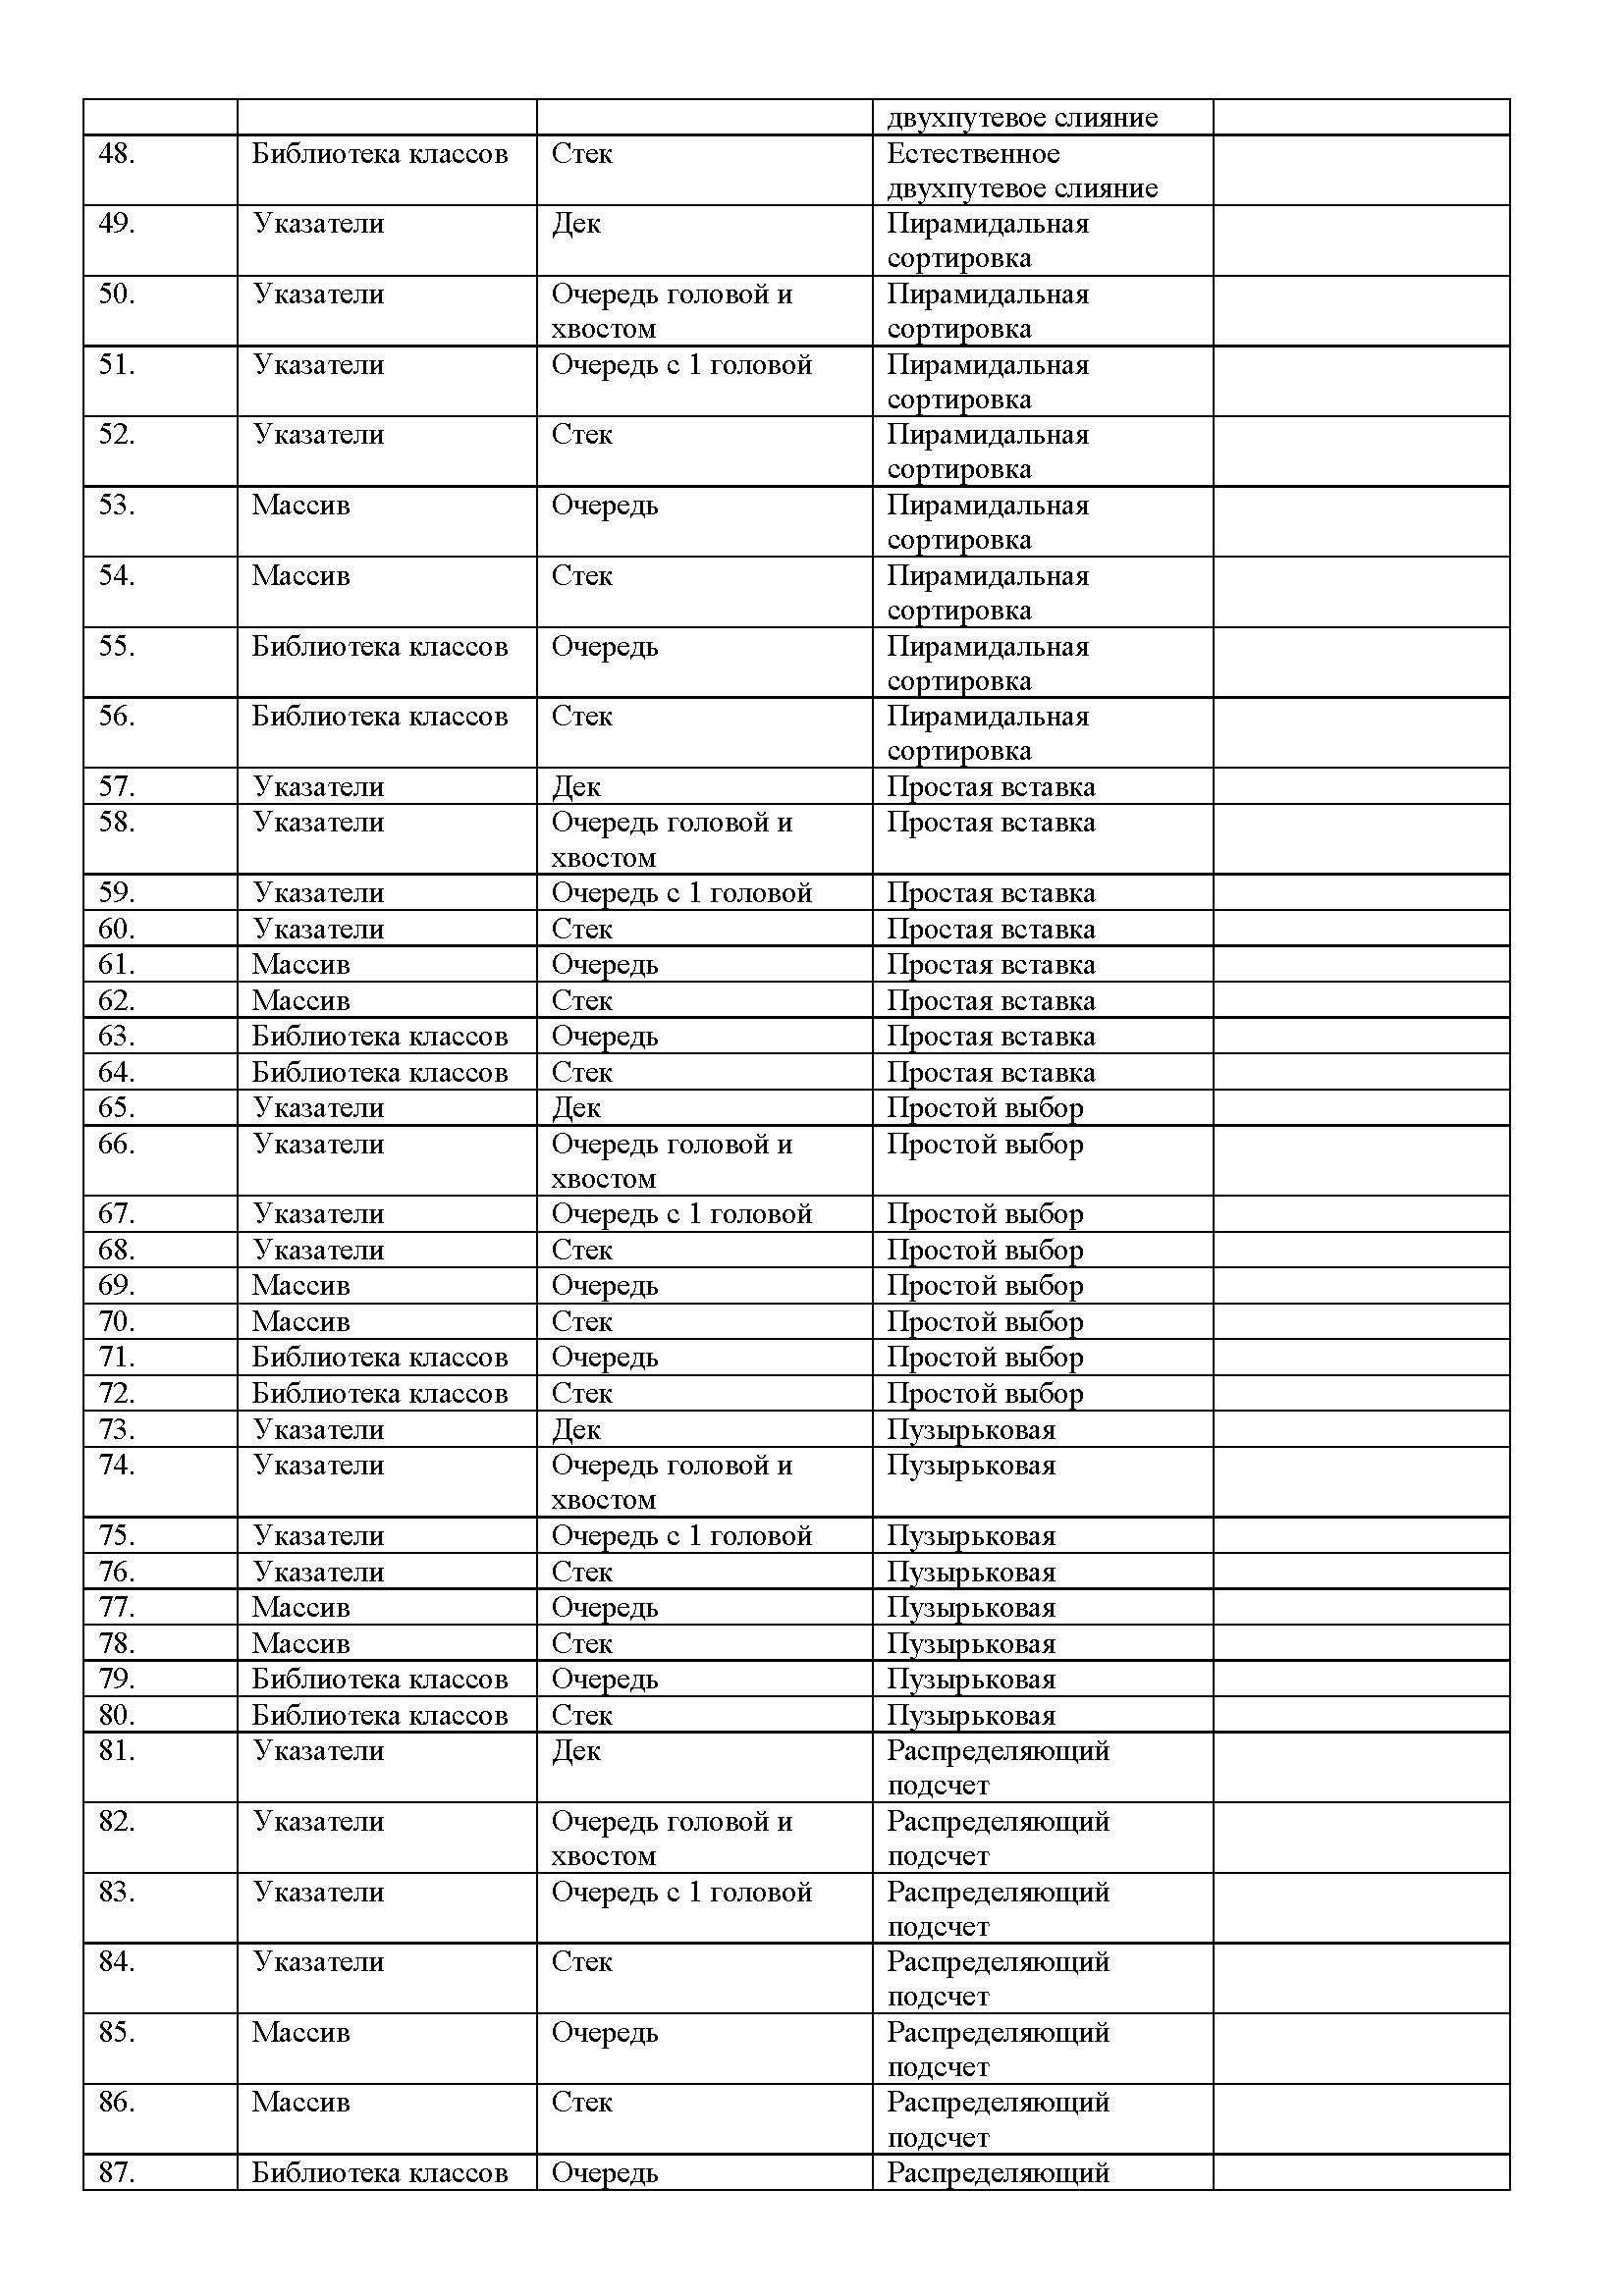 двухпутевое слияние
48. Библиотека классов Стек Естественное
двухпутевое слияние
49. Указатели Дек Пирамидальная
сортировка
50. Указатели Очередь головой и Пирамидальная
хвостом сортировка
51. Указатели Очередь с 1 головой Пирамидальная
сортировка
52. Указатели Стек Пирамидальная
сортировка
53. Массив Очередь Пирамидальная
сортировка
54. Массив Стек Пирамидальная
сортировка
55. Библиотека классов Очередь Пирамидальная
сортировка
56. Библиотека классов Стек Пирамидальная
сортировка
57. Указатели Дек Простая вставка
58. Указатели Очередь головой и Простая вставка
хвостом
59. Указатели Очередь с 1 головой Простая вставка
60. Указатели Стек Простая вставка
61. Массив Очередь Простая вставка
62. Массив Стек Простая вставка
63. Библиотека классов Очередь Простая вставка
64. Библиотека классов Стек Простая вставка
65. Указатели Дек Простой выбор
66. Указатели Очередь головой и Простой выбор
хвостом
67. Указатели Очередь с 1 головой Простой выбор
68. Указатели Стек Простой выбор
69. Массив Очередь Простой выбор
70. Массив Стек Простой выбор
71. Библиотека классов Очередь Простой выбор
72. Библиотека классов Стек Простой выбор
73. Указатели Дек Пузырьковая
74. Указатели Очередь головой и Пузырьковая
хвостом
75. Указатели Очередь с 1 головой Пузырьковая
76. Указатели Стек Пузырьковая
77. Массив Очередь Пузырьковая
78. Массив Стек Пузырьковая
79. Библиотека классов Очередь Пузырьковая
80. Библиотека классов Стек Пузырьковая
81. Указатели Дек Распределяющий
подсчет
82. Указатели Очередь головой и Распределяющий
хвостом подсчет
83. Указатели Очередь с 1 головой Распределяющий
подсчет
84. Указатели Стек Распределяющий
подсчет
85. Массив Очередь Распределяющий
подсчет
86. Массив Стек Распределяющий
подсчет
87. Библиотека классов Очередь Распределяющий